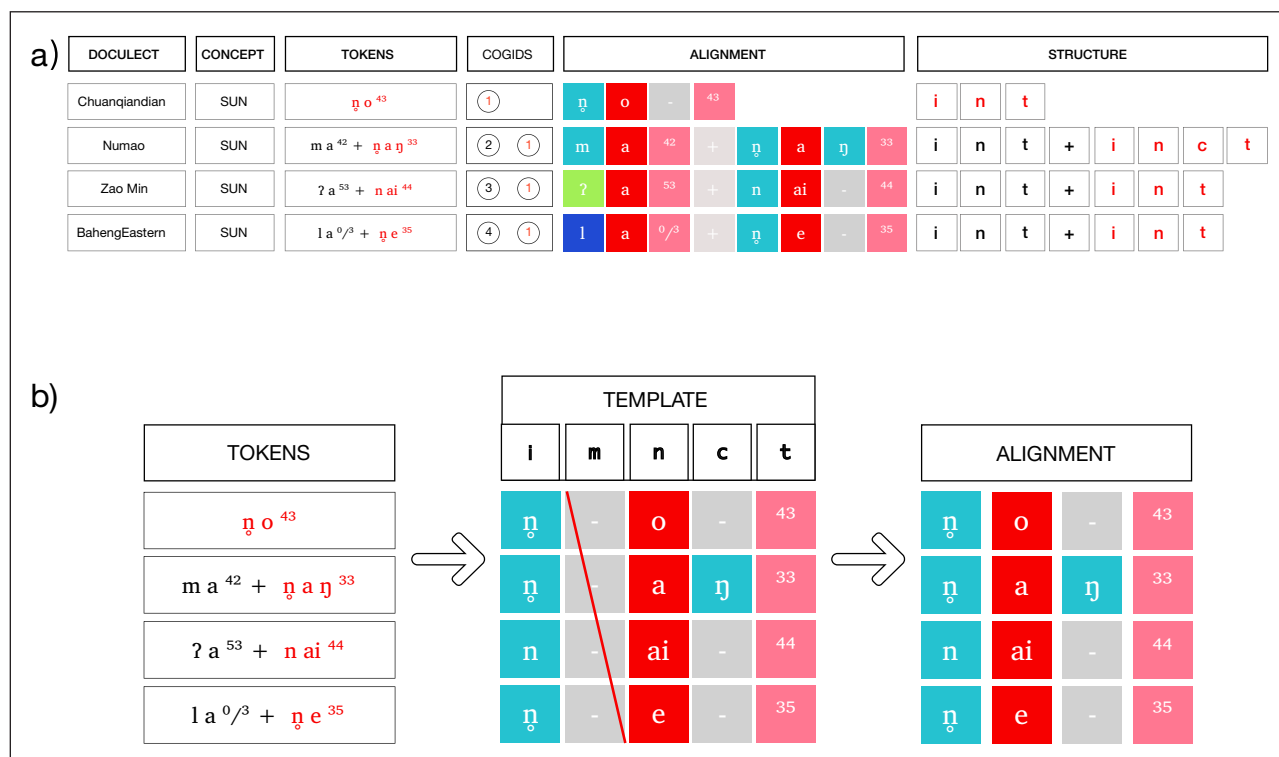 a) DOCULECT CONCEPT TOKENS COGIDS ALIGNMENT STRUCTURE
Chuanqiandian SUN n̥ o ⁴³ 1 n̥ o - ⁴³ i n t
Numao SUN m a ⁴² + n̥ a ŋ ³³ 2 1 m a ⁴² + n̥ a ŋ ³³ i n t + i n c t
Zao Min SUN ʔ a ⁵³ + n ai ⁴⁴ 3 1 ʔ a ⁵³ + n ai - ⁴⁴ i n t + i n t
BahengEastern SUN l a ⁰/³ + n̥ e ³⁵ 4 1 l a ⁰/³ + n̥ e - ³⁵ i n t + i n t
b)
TEMPLATE
TOKENS i m n c t ALIGNMENT
n̥ o ⁴³ n̥ - o - ⁴³ n̥ o - ⁴³
m a ⁴² + n̥ a ŋ ³³ n̥ - a ŋ ³³ n̥ a ŋ ³³
ʔ a ⁵³ + n ai ⁴⁴ n - ai - ⁴⁴ n ai - ⁴⁴
l a ⁰/³ + n̥ e ³⁵ n̥ - e - ³⁵ n̥ e - ³⁵